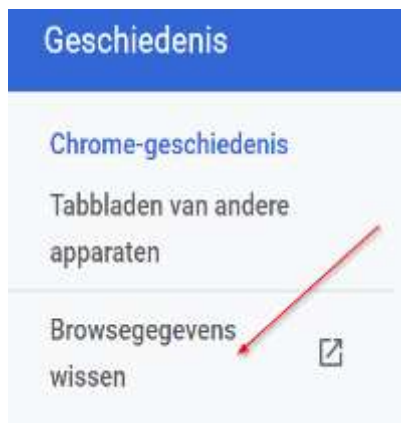 Geschiedenis
Chrome-geschiedenis
Tabbladen van andere
apparaten
Browsegegevens
wissen